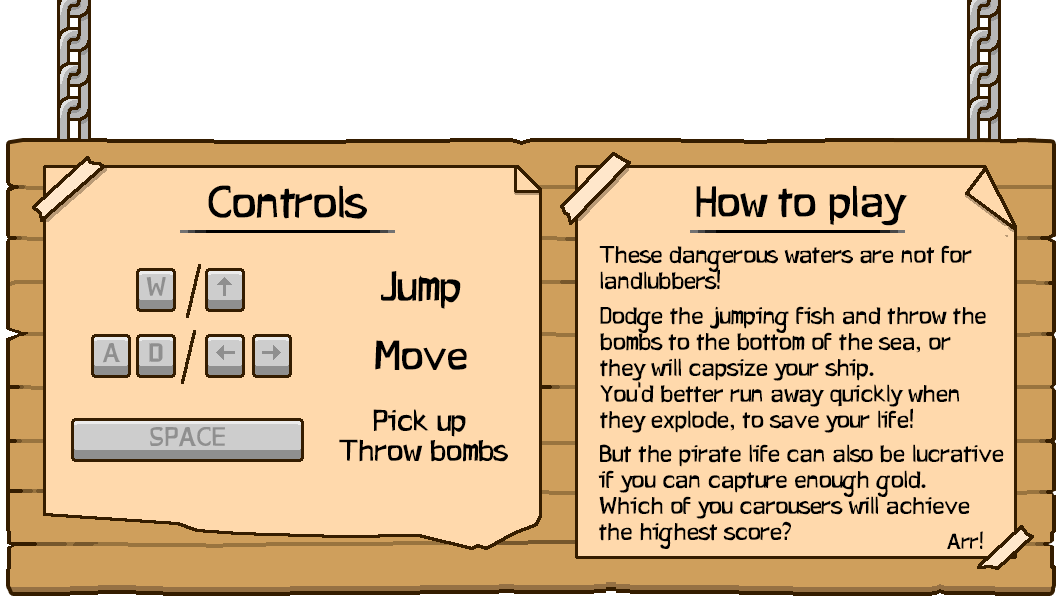 Controls
W / ↑ Jump
A D / ← → Move
SPACE Pick up
Throw bombs
How to play
These dangerous waters are not for
landlubbers!
Dodge the jumping fish and throw the
bombs to the bottom of the sea, or
they will capsize your ship.
You'd better run away quickly when
they explode, to save your life!
But the pirate life can also be lucrative
if you can capture enough gold.
Which of you carousers will achieve
the highest score?
Arr!